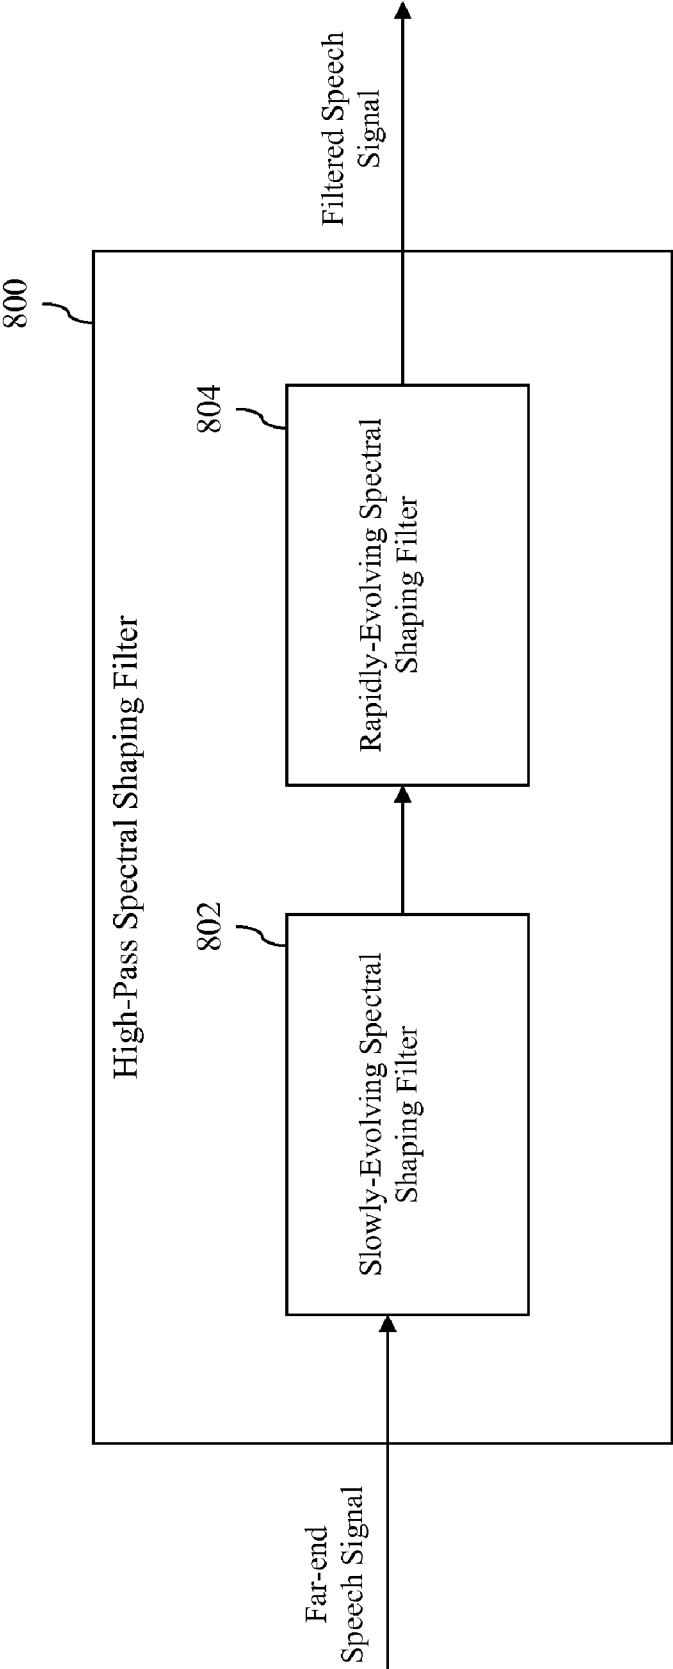 800
High-Pass Spectral Shaping Filter
Far-end
Speech Signal
802
Slowly-Evolving Spectral
Shaping Filter
804
Rapidly-Evolving Spectral
Shaping Filter
Filtered Speech
Signal